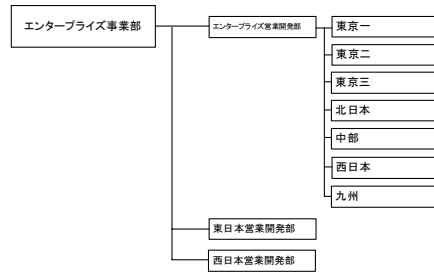 エンタープライズ事業部
エンタープライズ営業開発部
東京一
東京二
東京三
北日本
中部
西日本
九州
東日本営業開発部
西日本営業開発部